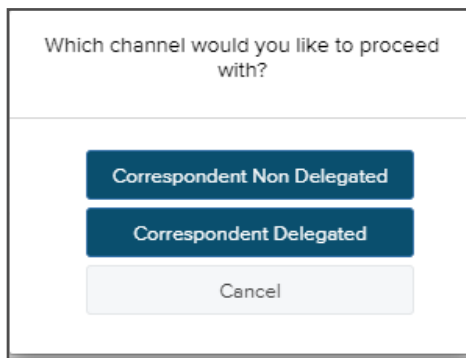 Which channel would you like to proceed
with?
Correspondent Non Delegated
Correspondent Delegated
Cancel